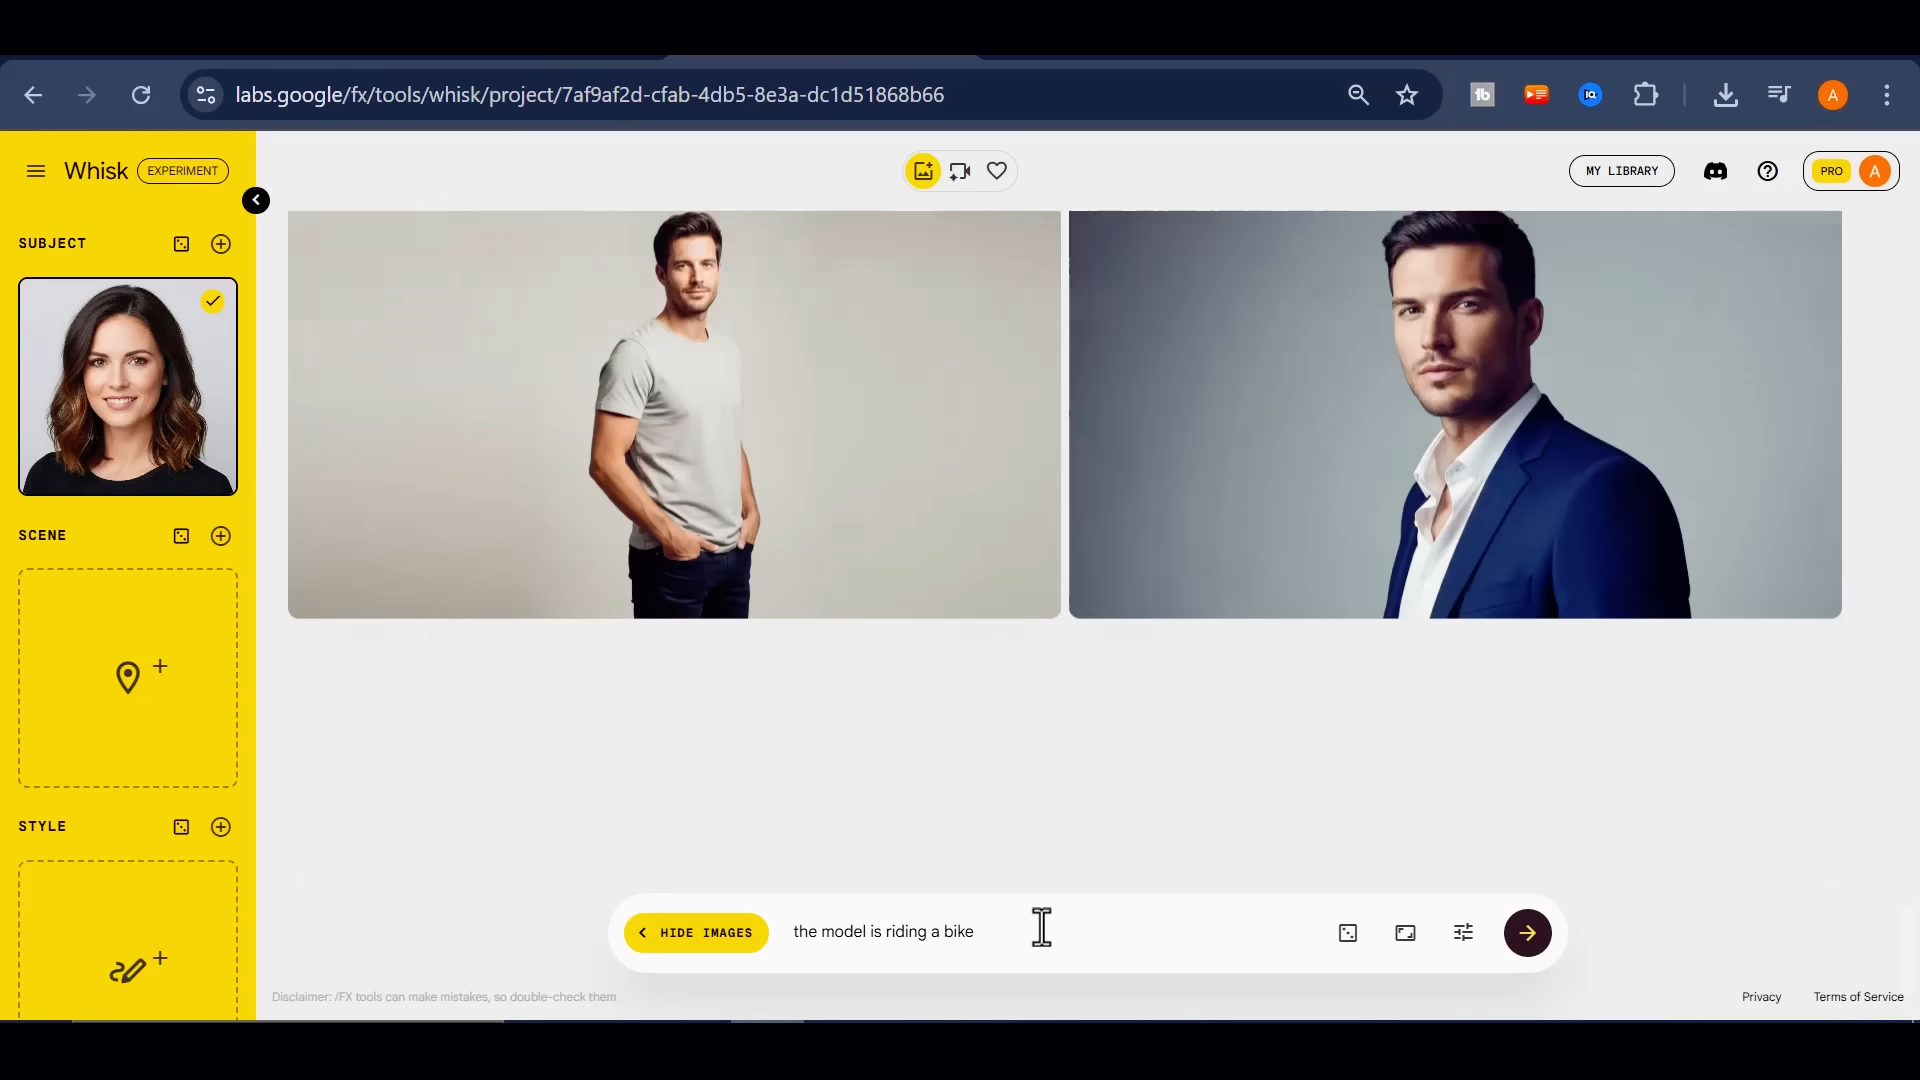 labs.google/fx/tools/whisk/project/7af9af2d-cfab-4db5-8e3a-dc1d51868b66
tb
IQ
A
Whisk
EXPERIMENT
MY LIBRARY
PRO
A
SUBJECT
SCENE
STYLE
HIDE IMAGES
the model is riding a bike
Disclaimer: /FX tools can make mistakes, so double-check them
Privacy
Terms of Service